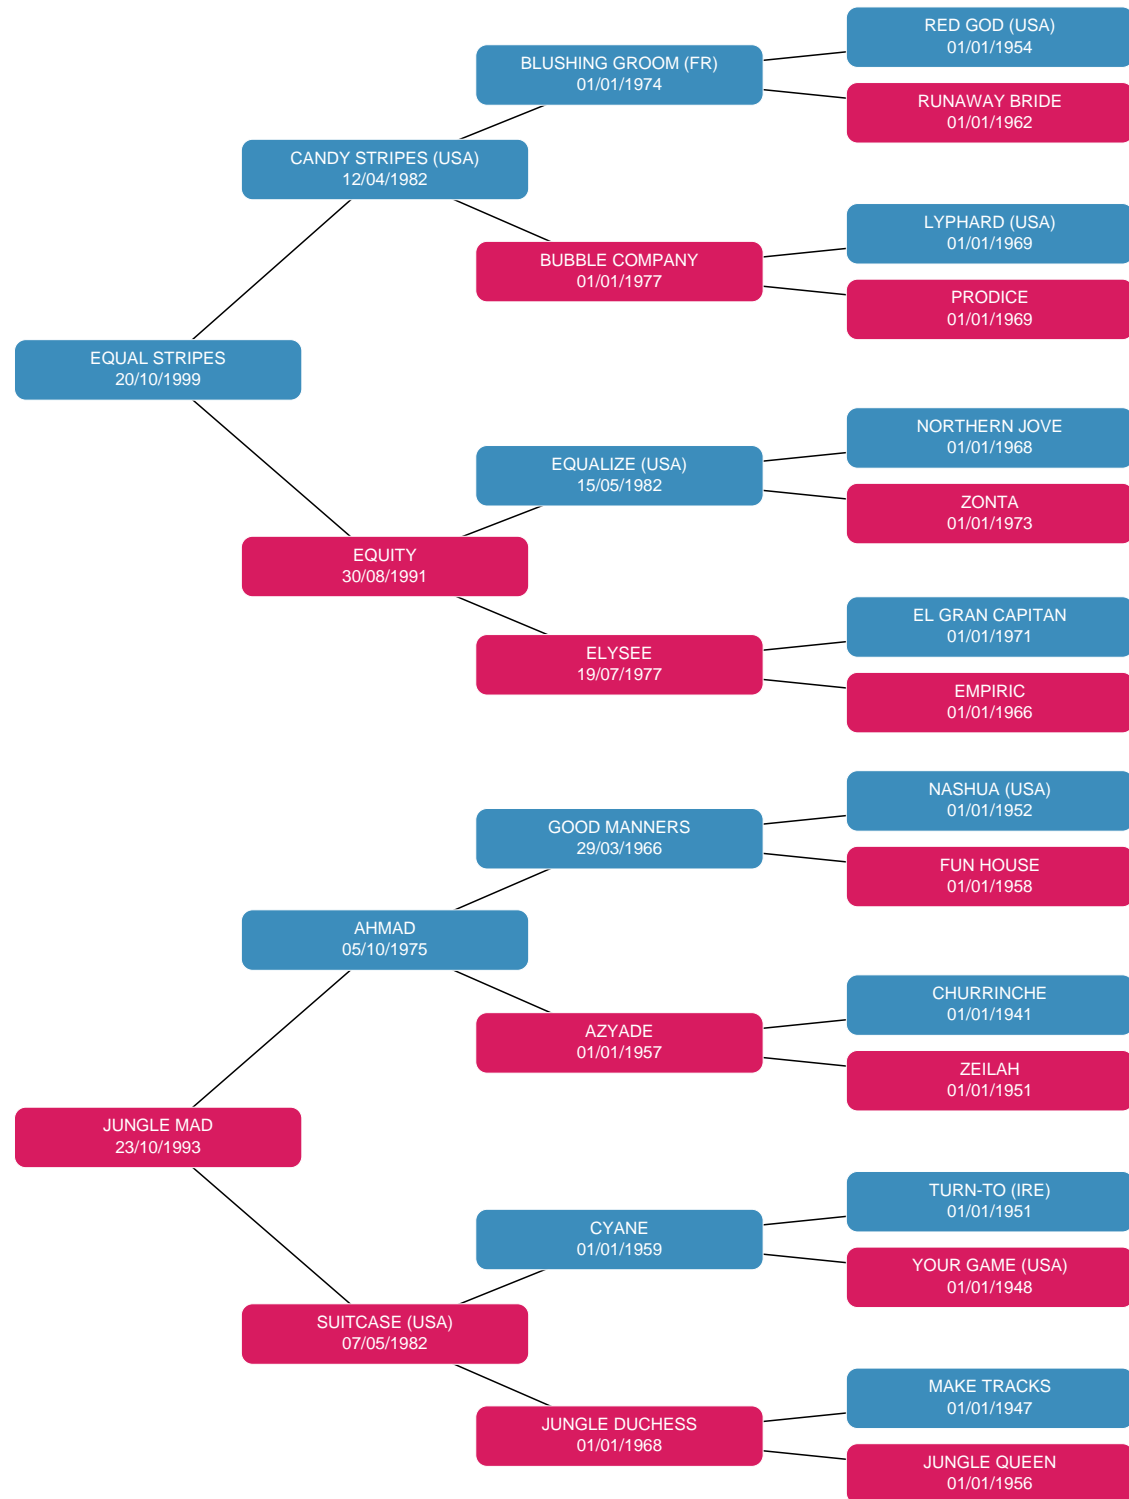 RED GOD (USA)
01/01/1954
BLUSHING GROOM (FR)
01/01/1974
RUNAWAY BRIDE
01/01/1962
CANDY STRIPES (USA)
12/04/1982
LYPHARD (USA)
01/01/1969
BUBBLE COMPANY
01/01/1977
PRODICE
01/01/1969
EQUAL STRIPES
20/10/1999
NORTHERN JOVE
01/01/1968
EQUALIZE (USA)
15/05/1982
ZONTA
01/01/1973
EQUITY
30/08/1991
EL GRAN CAPITAN
01/01/1971
ELYSEE
19/07/1977
EMPIRIC
01/01/1966
NASHUA (USA)
01/01/1952
GOOD MANNERS
29/03/1966
FUN HOUSE
01/01/1958
AHMAD
05/10/1975
CHURRINCHE
01/01/1941
AZYADE
01/01/1957
ZEILAH
01/01/1951
JUNGLE MAD
23/10/1993
TURN-TO (IRE)
01/01/1951
CYANE
01/01/1959
YOUR GAME (USA)
01/01/1948
SUITCASE (USA)
07/05/1982
MAKE TRACKS
01/01/1947
JUNGLE DUCHESS
01/01/1968
JUNGLE QUEEN
01/01/1956